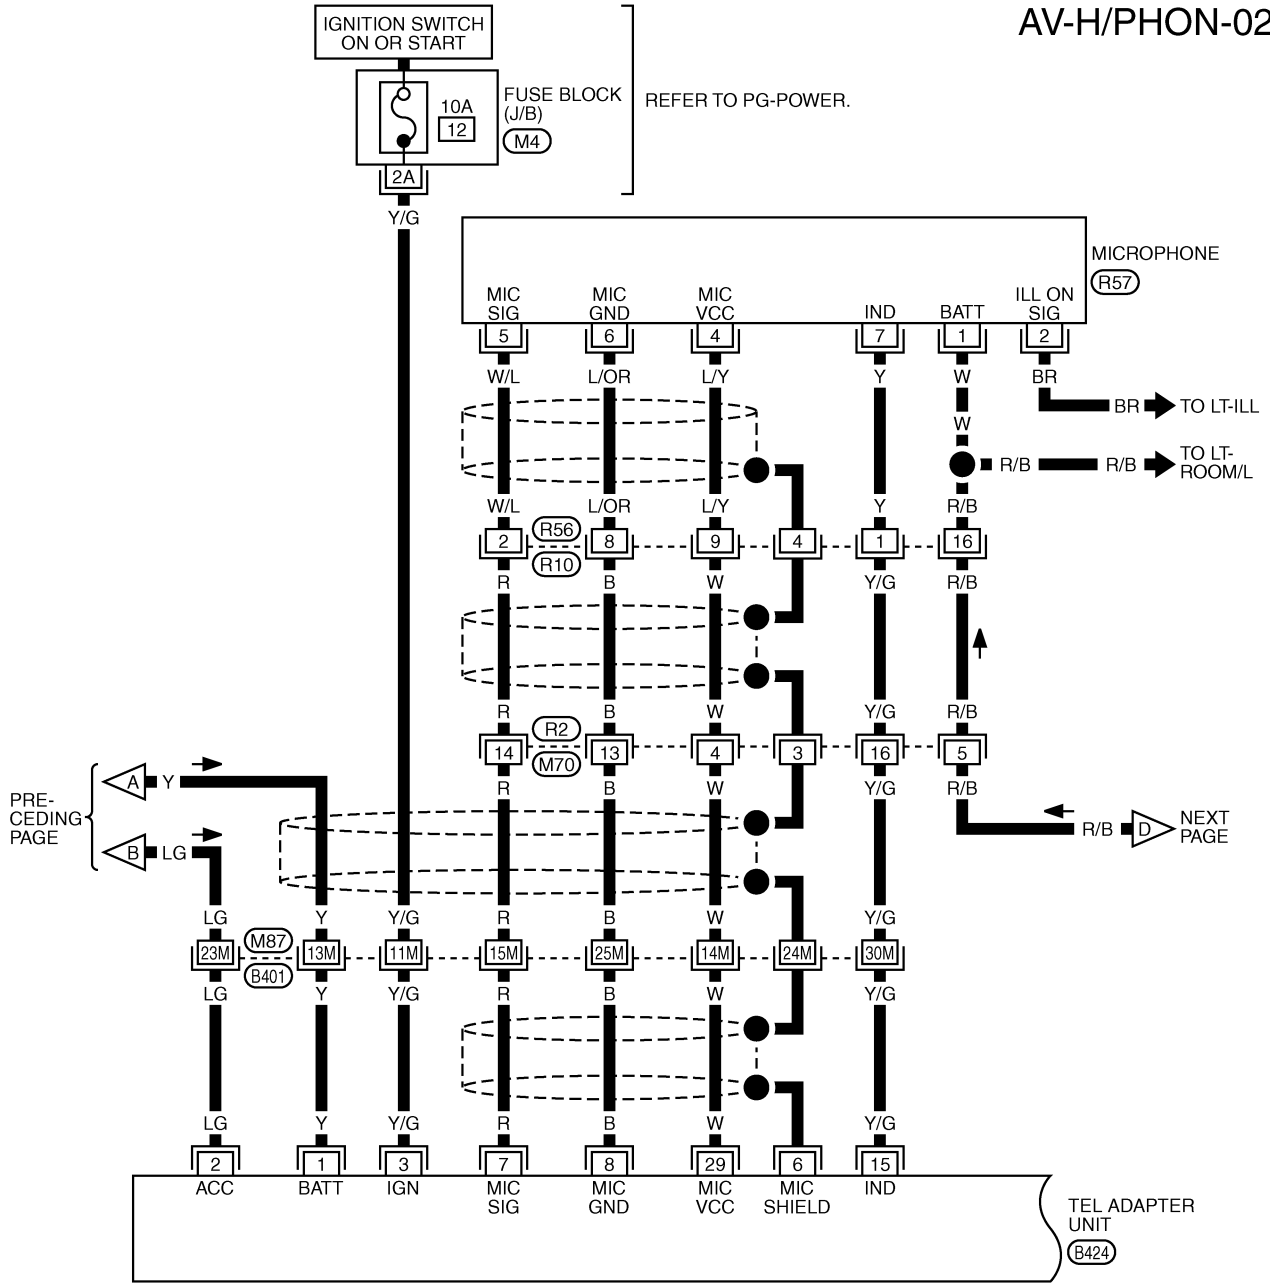 AV-H/PHON-02
IGNITION SWITCH
ON OR START
10A
12
FUSE BLOCK
(J/B)
M4
REFER TO PG-POWER.
2A
Y/G
MICROPHONE
R57
MIC
SIG
MIC
GND
MIC
VCC
IND
BATT
ILL ON
SIG
5 6 4 7 1 2
W/L L/OR L/Y Y W BR
BR TO LT-ILL
W
R/B R/B TO LT-
ROOM/L
W/L L/OR L/Y Y R/B
R56
2 8 9 4 1 16
R10
R B W Y/G R/B
R B W Y/G R/B
R2
14 13 4 3 16 5
M70
R B W Y/G R/B
PRE-
CEDING
PAGE
A Y
B LG
R/B D NEXT
PAGE
LG Y Y/G R B W Y/G
M87
23M 13M 11M 15M 25M 14M 24M 30M
B401
LG Y Y/G R B W Y/G
LG Y Y/G R B W Y/G
2 1 3 7 8 29 6 15
ACC
BATT
IGN
MIC
SIG
MIC
GND
MIC
VCC
MIC
SHIELD
IND
TEL ADAPTER
UNIT
B424